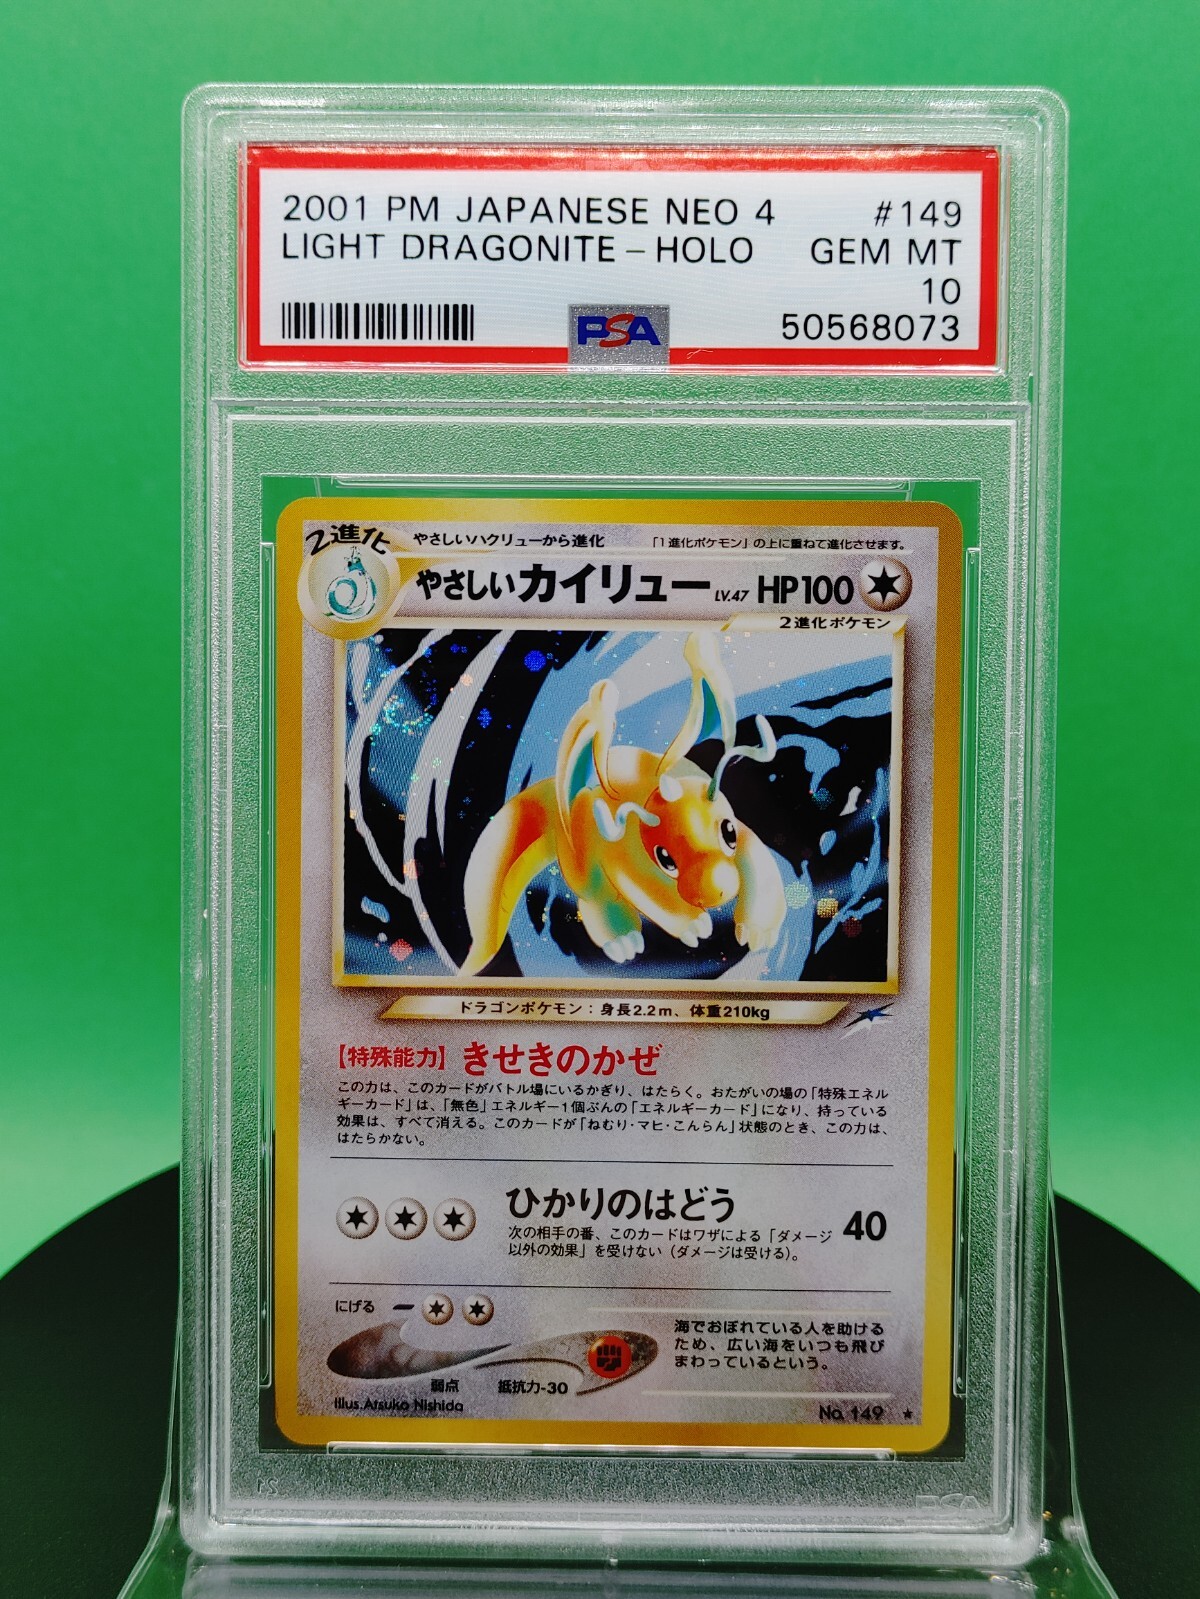 2001 PM JAPANESE NEO 4 #149
LIGHT DRAGONITE-HOLO GEM MT
10
PSA 50568073
2進化
やさしいハクリューから進化 「1進化ポケモン」の上に重ねて進化させます。
やさしいカイリュー LV.47 HP100
2進化ポケモン
ドラゴンポケモン：身長2.2m、体重210kg
【特殊能力】きせきのかぜ
この力は、このカードがバトル場にいるかぎり、はたらく。おたがいの場の「特殊エネル
ギーカード」は、「無色」エネルギー1個ぶんの「エネルギーカード」になり、持っている
効果は、すべて消える。このカードが「ねむり・マヒ・こんらん」状態のとき、この力は、
はたらかない。
ひかりのはどう 40
次の相手の番、このカードはワザによる「ダメージ
以外の効果」を受けない（ダメージは受ける）。
にげる
海でおぼれている人を助ける
ため、広い海をいつも飛び
まわっているという。
弱点 抵抗力-30
Illus.Atsuko Nishida
No. 149 ★
PSA